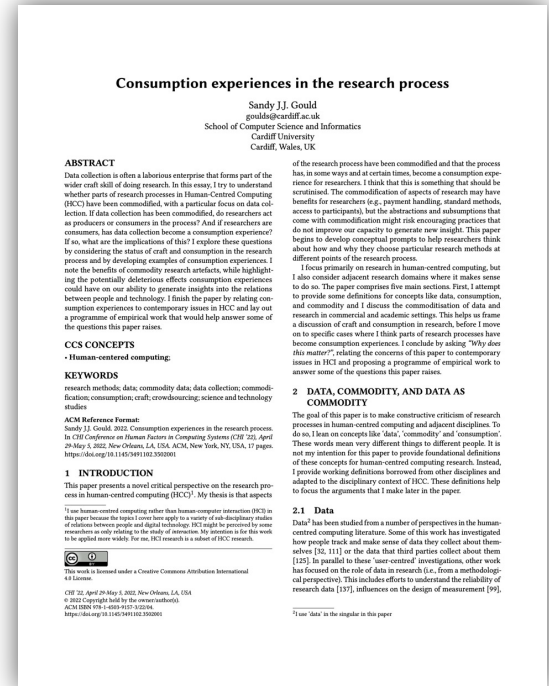 Consumption experiences in the research process
Sandy J.J. Gould
goulds@cardiff.ac.uk
School of Computer Science and Informatics
Cardiff University
Cardiff, Wales, UK
ABSTRACT
Data collection is often a laborious enterprise that forms part of the
wider craft skill of doing research. In this essay, I try to understand
whether parts of research processes in Human-Centred Computing
(HCC) have been commodified, with a particular focus on data col-
lection. If data collection has been commodified, do researchers act
as producers or consumers in the process? And if researchers are
consumers, has data collection become a consumption experience?
If so, what are the implications of this? I explore these questions
by considering the status of craft and consumption in the research
process and by developing examples of consumption experiences. I
note the benefits of commodity research artefacts, while highlight-
ing the potentially deleterious effects consumption experiences
could have on our ability to generate insights into the relations
between people and technology. I finish the paper by relating con-
sumption experiences to contemporary issues in HCC and lay out
a programme of empirical work that would help answer some of
the questions this paper raises.
CCS CONCEPTS
• Human-centered computing;
KEYWORDS
research methods; data; commodity data; data collection; commodi-
fication; consumption; craft; crowdsourcing; science and technology
studies
ACM Reference Format:
Sandy J.J. Gould. 2022. Consumption experiences in the research process.
In CHI Conference on Human Factors in Computing Systems (CHI '22), April
29-May 5, 2022, New Orleans, LA, USA. ACM, New York, NY, USA, 17 pages.
https://doi.org/10.1145/3491102.3502001
1 INTRODUCTION
This paper presents a novel critical perspective on the research pro-
cess in human-centred computing (HCC)1. My thesis is that aspects
1I use human-centred computing rather than human-computer interaction (HCI) in
this paper because the topics I cover here apply to a variety of sub-disciplinary studies
of relations between people and digital technology. HCI might be perceived by some
researchers as only relating to the study of interaction. My intention is for this work
to be applied more widely. For me, HCI research is a subset of HCC research.
cc
BY
This work is licensed under a Creative Commons Attribution International
4.0 License.
CHI '22, April 29-May 5, 2022, New Orleans, LA, USA
© 2022 Copyright held by the owner/author(s).
ACM ISBN 978-1-4503-9157-3/22/04.
https://doi.org/10.1145/3491102.3502001
of the research process have been commodified and that the process
has, in some ways and at certain times, become a consumption expe-
rience for researchers. I think that this is something that should be
scrutinised. The commodification of aspects of research may have
benefits for researchers (e.g., payment handling, standard methods,
access to participants), but the abstractions and subsumptions that
come with commodification might risk encouraging practices that
do not improve our capacity to generate new insight. This paper
begins to develop conceptual prompts to help researchers think
about how and why they choose particular research methods at
different points of the research process.
I focus primarily on research in human-centred computing, but
I also consider adjacent research domains where it makes sense
to do so. The paper comprises five main sections. First, I attempt
to provide some definitions for concepts like data, consumption,
and commodity and I discuss the commoditisation of data and
research in commercial and academic settings. This helps us frame
a discussion of craft and consumption in research, before I move
on to specific cases where I think parts of research processes have
become consumption experiences. I conclude by asking "Why does
this matter?", relating the concerns of this paper to contemporary
issues in HCI and proposing a programme of empirical work to
answer some of the questions this paper raises.
2 DATA, COMMODITY, AND DATA AS
COMMODITY
The goal of this paper is to make constructive criticism of research
processes in human-centred computing and adjacent disciplines. To
do so, I lean on concepts like 'data', 'commodity' and 'consumption'.
These words mean very different things to different people. It is
not my intention for this paper to provide foundational definitions
of these concepts for human-centred computing research. Instead,
I provide working definitions borrowed from other disciplines and
adapted to the disciplinary context of HCC. These definitions help
to focus the arguments that I make later in the paper.
2.1 Data
Data2 has been studied from a number of perspectives in the human-
centred computing literature. Some of this work has investigated
how people track and make sense of data they collect about them-
selves [32, 111] or the data that third parties collect about them
[125]. In parallel to these 'user-centred' investigations, other work
has focused on the role of data in research (i.e., from a methodologi-
cal perspective). This includes efforts to understand the reliability of
research data [137], influences on the design of measurement [99],
2I use 'data' in the singular in this paper